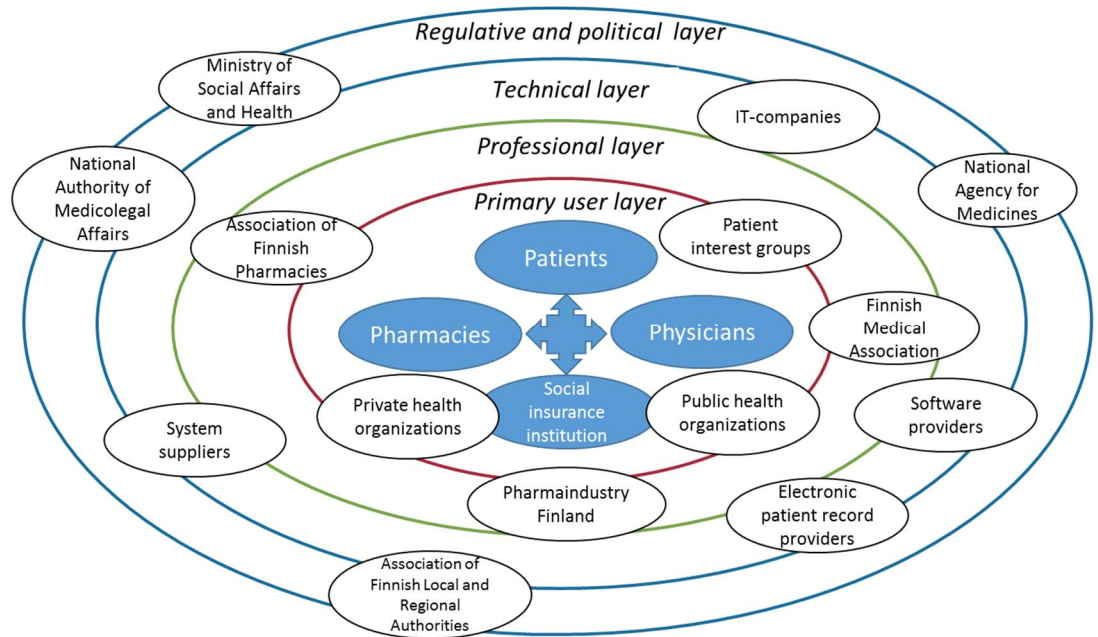 Regulative and political layer
Ministry of
Social Affairs
and Health
Technical layer
IT-companies
Professional layer
National
Authority of
Medicolegal
Affairs
National
Agency for
Medicines
Primary user layer
Association of
Finnish
Pharmacies
Patient
interest groups
Patients
Pharmacies
Physicians
Finnish
Medical
Association
Private health
organizations
Social
insurance
institution
Public health
organizations
System
suppliers
Software
providers
Pharmaindustry
Finland
Electronic
patient record
providers
Association of
Finnish Local and
Regional
Authorities